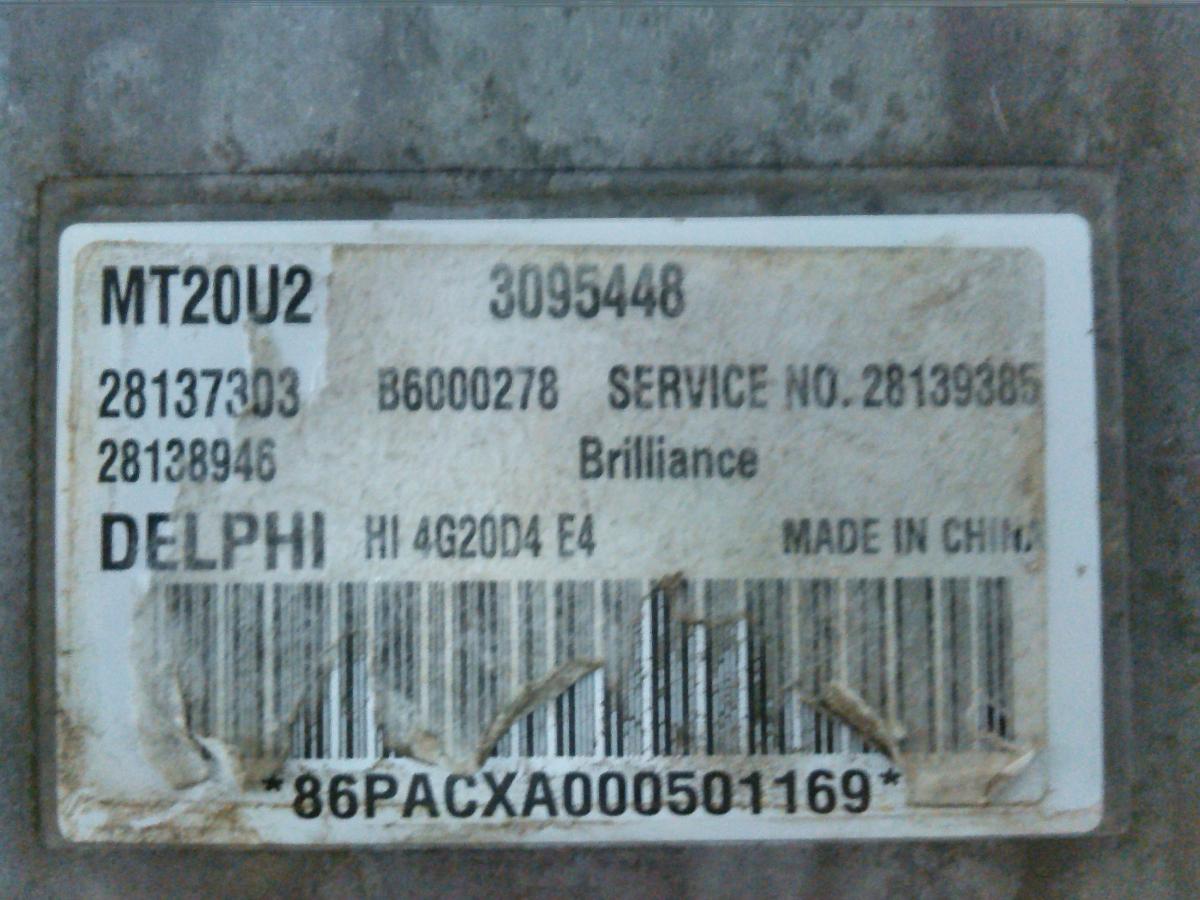 MT20U2 3095448
28137303 B6000278 SERVICE NO. 28139385
28138946 Brilliance
DELPHI HI 4G20D4 E4 MADE IN CHINA
*86PACXA000501169*